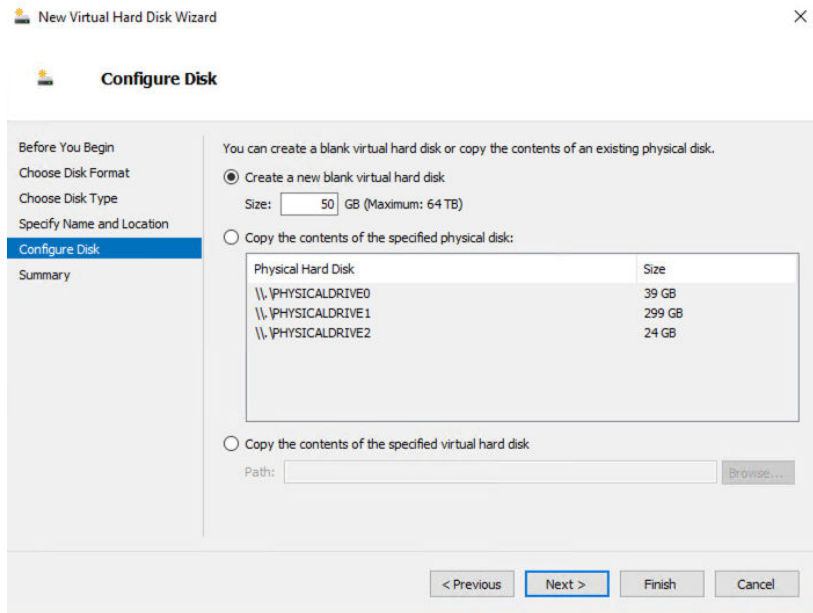 New Virtual Hard Disk Wizard
Configure Disk
Before You Begin
Choose Disk Format
Choose Disk Type
Specify Name and Location
Configure Disk
Summary
You can create a blank virtual hard disk or copy the contents of an existing physical disk.
Create a new blank virtual hard disk
Size: 50 GB (Maximum: 64 TB)
Copy the contents of the specified physical disk:
Physical Hard Disk Size
\\.\PHYSICALDRIVE0 39 GB
\\.\PHYSICALDRIVE1 299 GB
\\.\PHYSICALDRIVE2 24 GB
Copy the contents of the specified virtual hard disk
Path: Browse...
< Previous Next > Finish Cancel